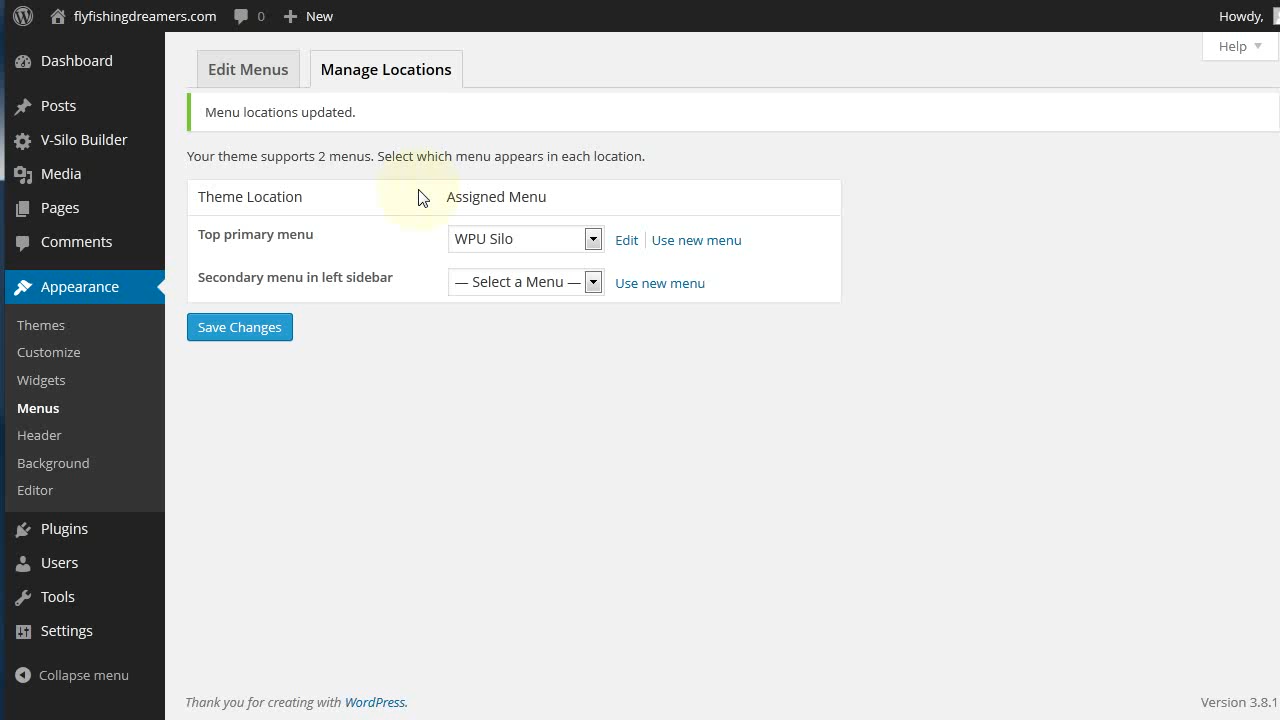 flyfishingdreamers.com 0 New Howdy,
Help
Dashboard
Posts
V-Silo Builder
Media
Pages
Comments
Appearance
Themes
Customize
Widgets
Menus
Header
Background
Editor
Plugins
Users
Tools
Settings
Collapse menu
Edit Menus Manage Locations
Menu locations updated.
Your theme supports 2 menus. Select which menu appears in each location.
Theme Location Assigned Menu
Top primary menu WPU Silo Edit Use new menu
Secondary menu in left sidebar — Select a Menu — Use new menu
Save Changes
Thank you for creating with WordPress. Version 3.8.1